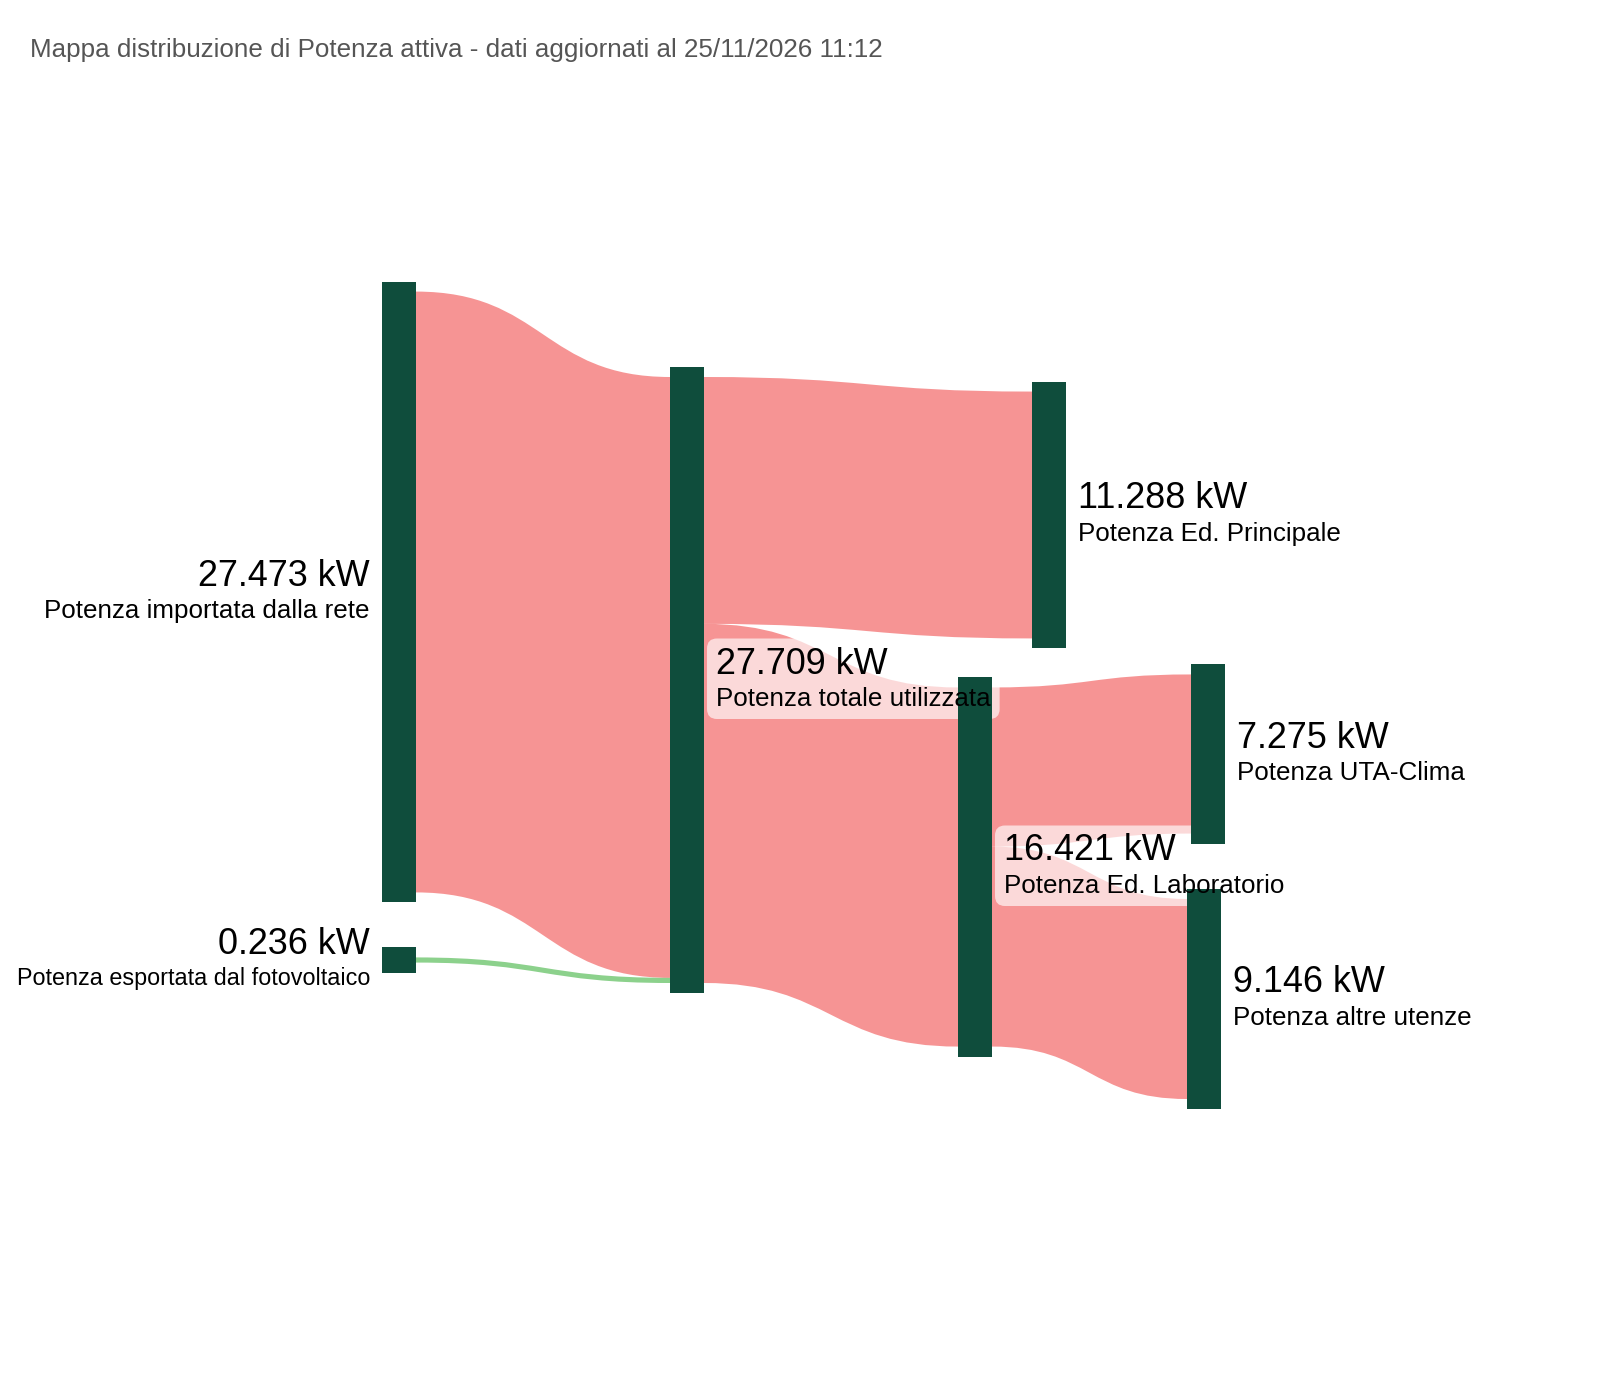 Mappa distribuzione di Potenza attiva - dati aggiornati al 25/11/2026 11:12
27.473 kW
Potenza importata dalla rete
0.236 kW
Potenza esportata dal fotovoltaico
27.709 kW
Potenza totale utilizzata
11.288 kW
Potenza Ed. Principale
16.421 kW
Potenza Ed. Laboratorio
7.275 kW
Potenza UTA-Clima
9.146 kW
Potenza altre utenze